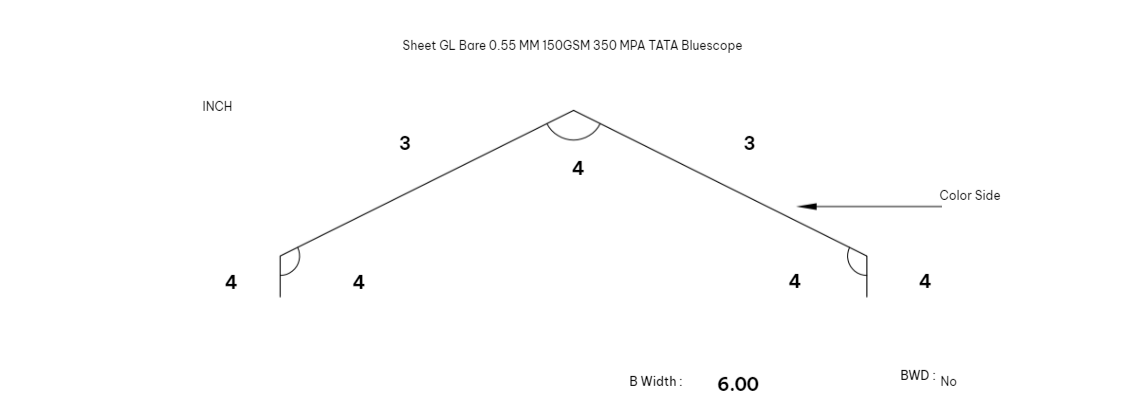 Sheet GL Bare 0.55 MM 150GSM 350 MPA TATA Bluescope
INCH
3
3
4
Color Side
4
4
4
4
B Width :
6.00
BWD :
No